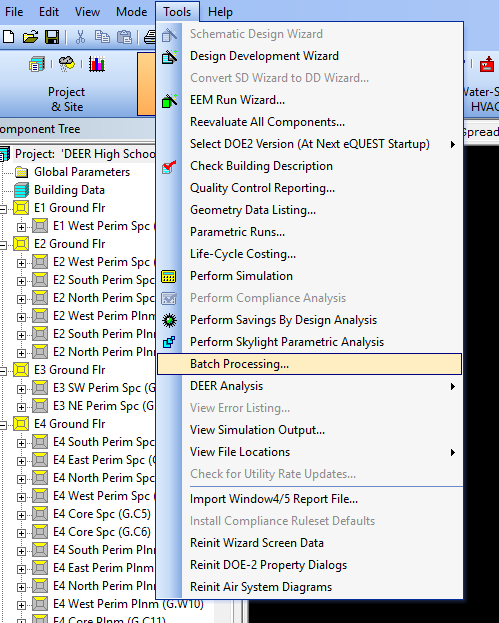 File Edit View Mode Tools Help
Project
& Site
Water-S
HVAC
omponent Tree
Spread
Project: 'DEER High Schoo
Global Parameters
Building Data
E1 Ground Flr
E1 West Perim Spc (
E2 Ground Flr
E2 West Perim Spc (
E2 South Perim Spc
E2 North Perim Spc
E2 West Perim Plnm
E2 South Perim Plnm
E2 North Perim Plnm
E3 Ground Flr
E3 SW Perim Spc (G.
E3 NE Perim Spc (G.
E4 Ground Flr
E4 South Perim Spc
E4 East Perim Spc (G
E4 North Perim Spc
E4 West Perim Spc (
E4 Core Spc (G.C5)
E4 Core Spc (G.C6)
E4 South Perim Plnm
E4 East Perim Plnm
E4 North Perim Plnm
E4 West Perim Plnm (G.W10)
E4 Core Plnm (G.C11)
Schematic Design Wizard
Design Development Wizard
Convert SD Wizard to DD Wizard...
EEM Run Wizard...
Reevaluate All Components...
Select DOE2 Version (At Next eQUEST Startup)
Check Building Description
Quality Control Reporting...
Geometry Data Listing...
Parametric Runs...
Life-Cycle Costing...
Perform Simulation
Perform Compliance Analysis
Perform Savings By Design Analysis
Perform Skylight Parametric Analysis
Batch Processing...
DEER Analysis
View Error Listing...
View Simulation Output...
View File Locations
Check for Utility Rate Updates...
Import Window4/5 Report File...
Install Compliance Ruleset Defaults
Reinit Wizard Screen Data
Reinit DOE-2 Property Dialogs
Reinit Air System Diagrams